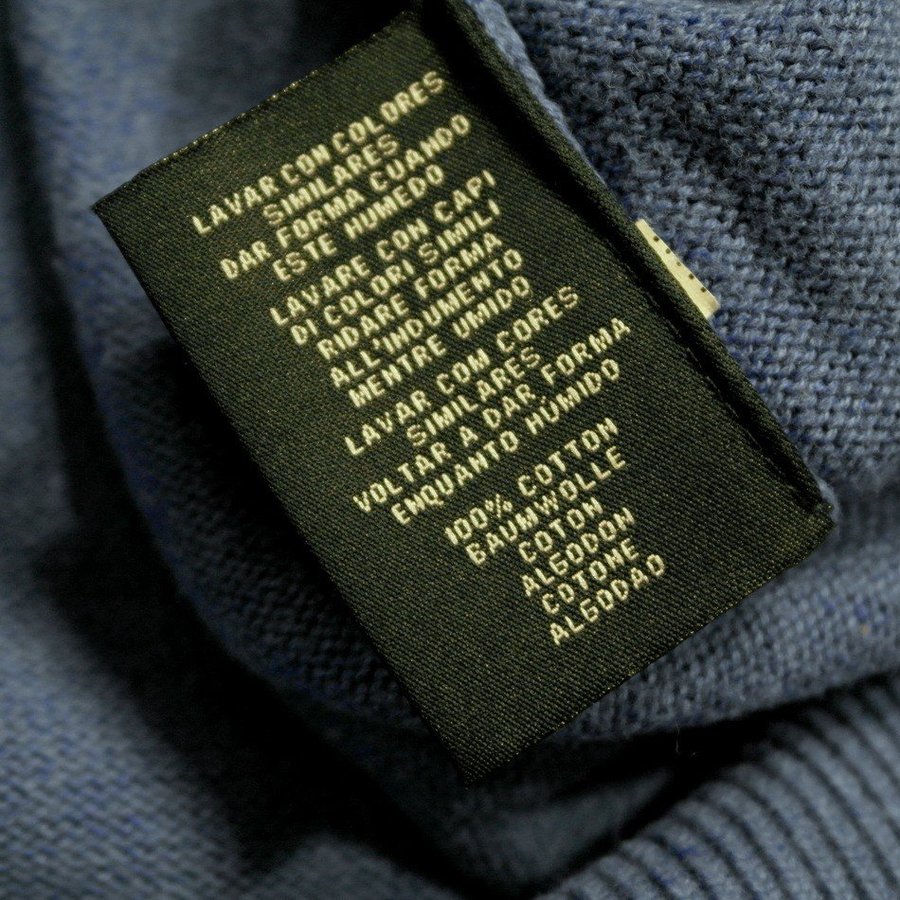 LAVAR CON COLORES
SIMILARES
DAR FORMA CUANDO
ESTE HUMEDO
LAVARE CON CAPI
DI COLORI SIMILI
RIDARE FORMA
ALL'INDUMENTO
MENTRE UMIDO
LAVAR COM CORES
SIMILARES
VOLTAR A DAR FORMA
ENQUANTO HÚMIDO
100% COTTON
BAUMWOLLE
COTON
ALGODON
COTONE
ALGODAO